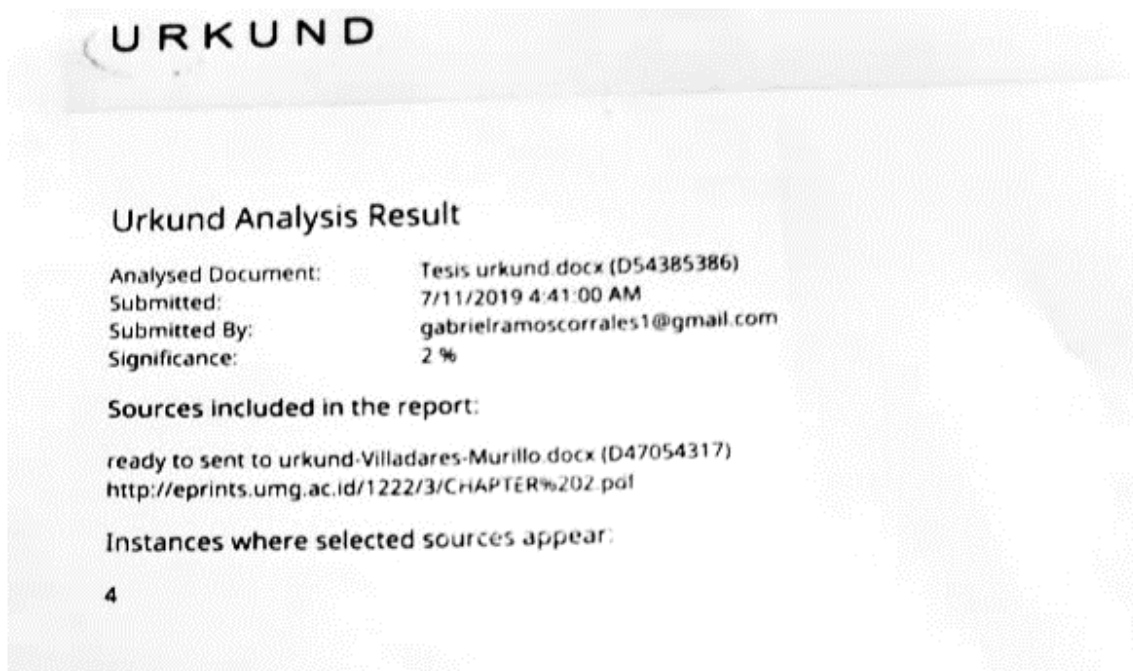 URKUND
Urkund Analysis Result
Analysed Document: Tesis urkund.docx (D54385386)
Submitted: 7/11/2019 4:41:00 AM
Submitted By: gabrielramoscorrales1@gmail.com
Significance: 2 %
Sources included in the report:
ready to sent to urkund-Villadares-Murillo.docx (D47054317)
http://eprints.umg.ac.id/1222/3/CHAPTER%202.pdf
Instances where selected sources appear:
4